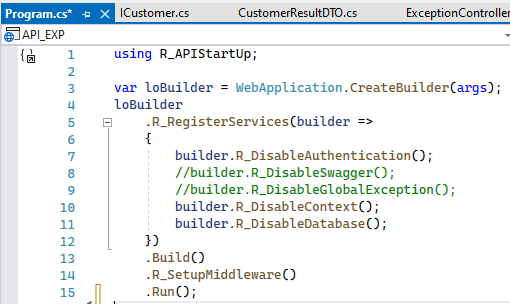 Program.cs*
ICustomer.cs
CustomerResultDTO.cs
ExceptionController
API_EXP
1 using R_APIStartUp;
2
3 var loBuilder = WebApplication.CreateBuilder(args);
4 loBuilder
5 .R_RegisterServices(builder =>
6 {
7 builder.R_DisableAuthentication();
8 //builder.R_DisableSwagger();
9 //builder.R_DisableGlobalException();
10 builder.R_DisableContext();
11 builder.R_DisableDatabase();
12 })
13 .Build()
14 .R_SetupMiddleware()
15 .Run();